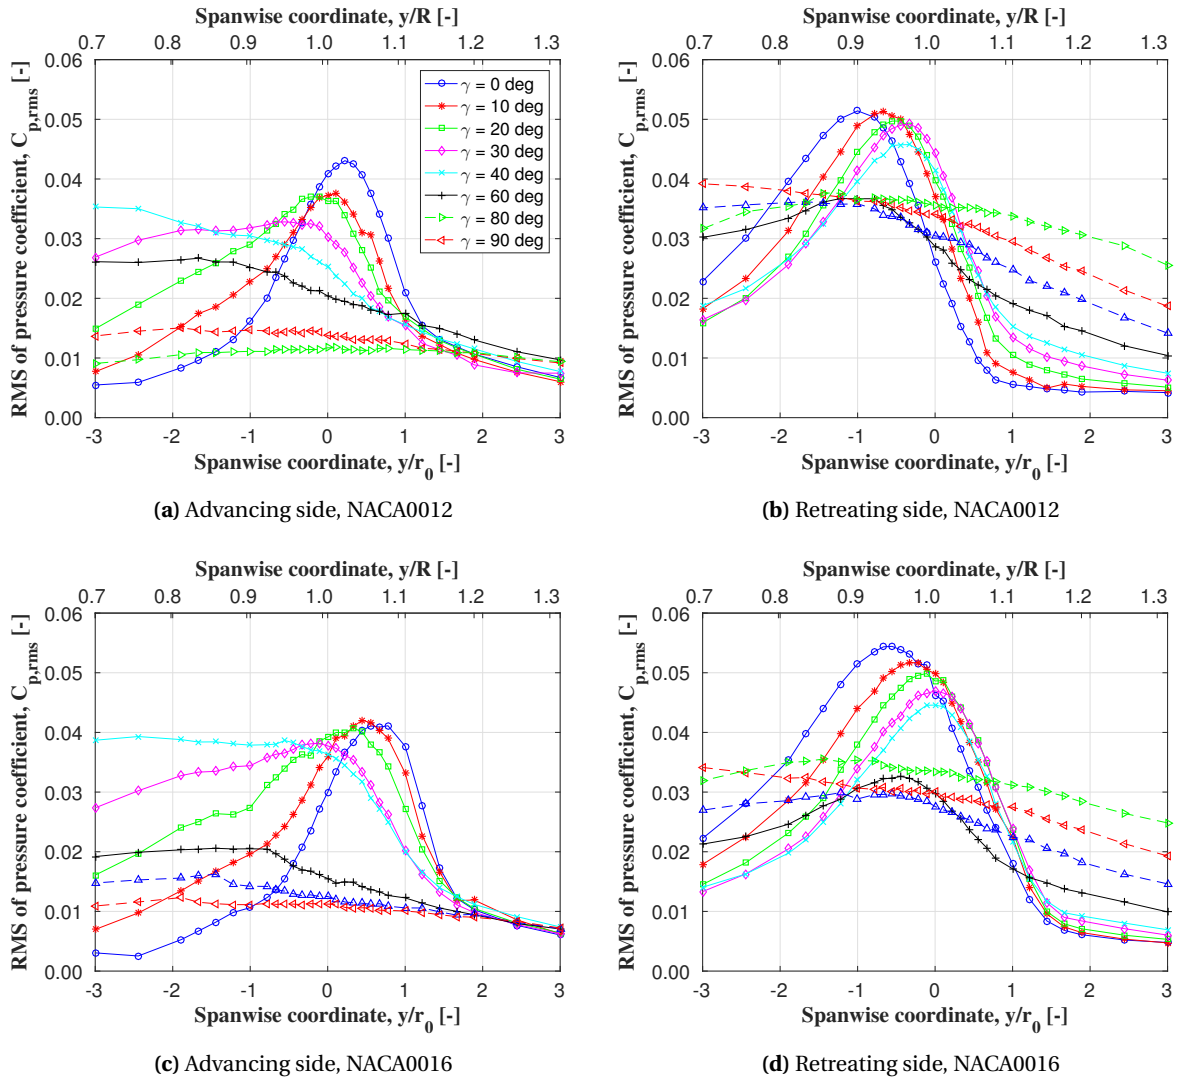 Spanwise coordinate, y/R [-]
0.7 0.8 0.9 1.0 1.1 1.2 1.3
RMS of pressure coefficient, Cp,rms [-]
0.06
0.05
0.04
0.03
0.02
0.01
0.00
γ = 0 deg
γ = 10 deg
γ = 20 deg
γ = 30 deg
γ = 40 deg
γ = 60 deg
γ = 80 deg
γ = 90 deg
-3 -2 -1 0 1 2 3
Spanwise coordinate, y/r0 [-]
(a) Advancing side, NACA0012
Spanwise coordinate, y/R [-]
0.7 0.8 0.9 1.0 1.1 1.2 1.3
RMS of pressure coefficient, Cp,rms [-]
0.06
0.05
0.04
0.03
0.02
0.01
0.00
-3 -2 -1 0 1 2 3
Spanwise coordinate, y/r0 [-]
(b) Retreating side, NACA0012
Spanwise coordinate, y/R [-]
0.7 0.8 0.9 1.0 1.1 1.2 1.3
RMS of pressure coefficient, Cp,rms [-]
0.06
0.05
0.04
0.03
0.02
0.01
0.00
-3 -2 -1 0 1 2 3
Spanwise coordinate, y/r0 [-]
(c) Advancing side, NACA0016
Spanwise coordinate, y/R [-]
0.7 0.8 0.9 1.0 1.1 1.2 1.3
RMS of pressure coefficient, Cp,rms [-]
0.06
0.05
0.04
0.03
0.02
0.01
0.00
-3 -2 -1 0 1 2 3
Spanwise coordinate, y/r0 [-]
(d) Retreating side, NACA0016